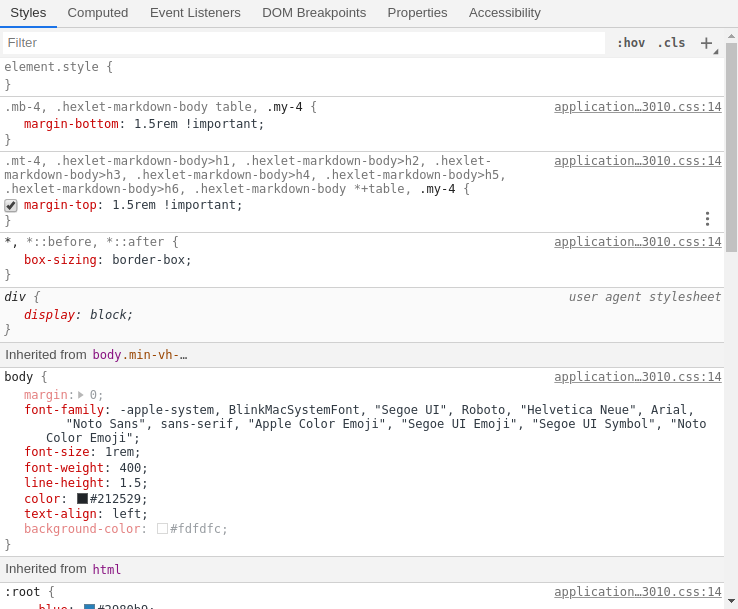 Styles Computed Event Listeners DOM Breakpoints Properties Accessibility
Filter :hov .cls +
element.style {
}
.mb-4, .hexlet-markdown-body table, .my-4 { application…3010.css:14
margin-bottom: 1.5rem !important;
}
.mt-4, .hexlet-markdown-body>h1, .hexlet-markdown-body>h2, .hexlet- application…3010.css:14
markdown-body>h3, .hexlet-markdown-body>h4, .hexlet-markdown-body>h5,
.hexlet-markdown-body>h6, .hexlet-markdown-body *+table, .my-4 {
margin-top: 1.5rem !important;
}
*, *::before, *::after { application…3010.css:14
box-sizing: border-box;
}
div { user agent stylesheet
display: block;
}
Inherited from body.min-vh-…
body { application…3010.css:14
margin: 0;
font-family: -apple-system, BlinkMacSystemFont, "Segoe UI", Roboto, "Helvetica Neue", Arial,
"Noto Sans", sans-serif, "Apple Color Emoji", "Segoe UI Emoji", "Segoe UI Symbol", "Noto
Color Emoji";
font-size: 1rem;
font-weight: 400;
line-height: 1.5;
color: #212529;
text-align: left;
background-color: #fdfdfc;
}
Inherited from html
:root { application…3010.css:14
--blue: #2980b9;